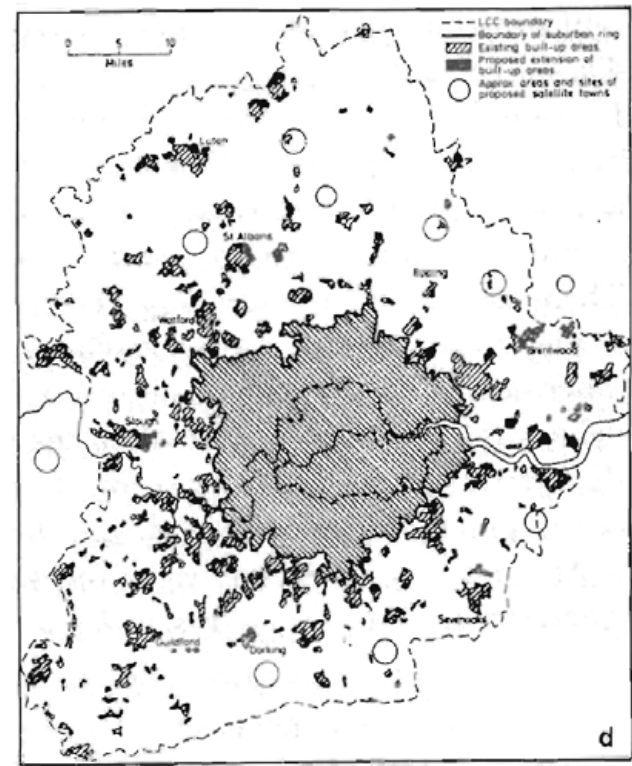 0 5 10
Miles
LCC boundary
Boundary of suburban ring
Existing built-up areas
Proposed extension of
built-up areas
Approx areas and sites of
proposed satellite towns
Luton
St Albans
Epping
Watford
Brentwood
Slough
Sevenoaks
Guildford
Dorking
d